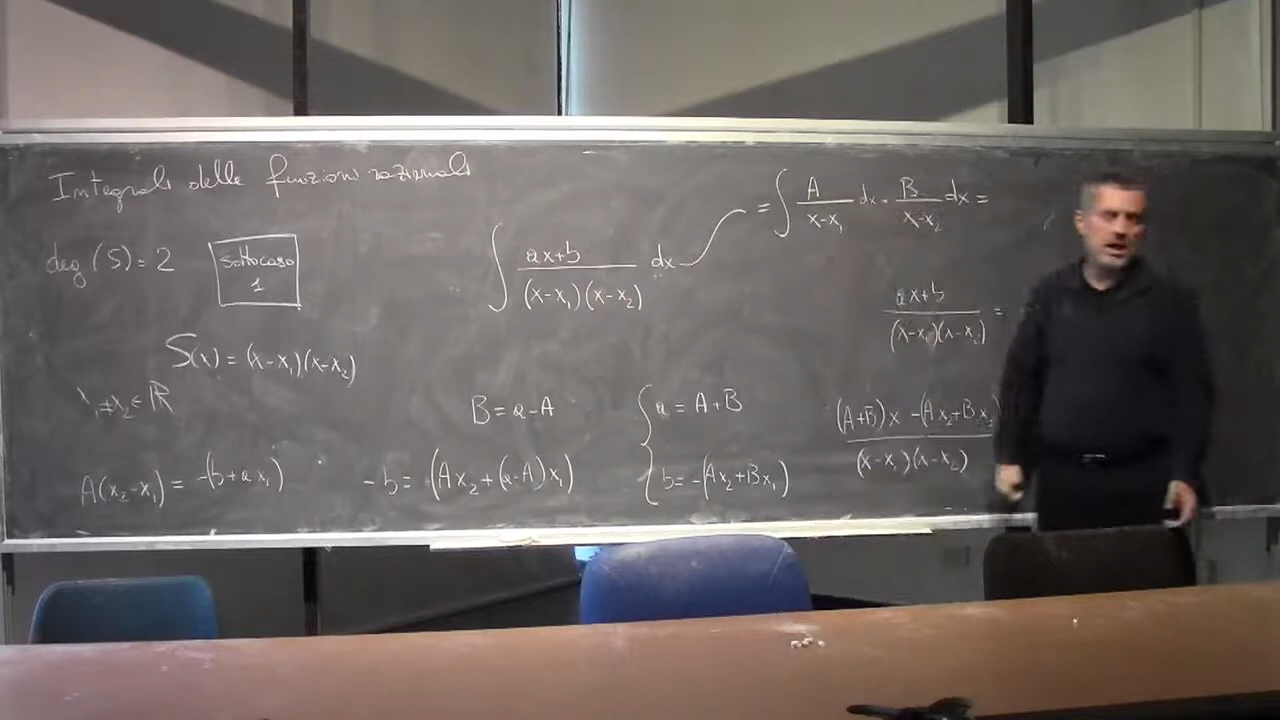 Integrali delle funzioni razionali
deg (S) = 2
sottocaso
1
∫ ax+b / (x-x₁)(x-x₂) dx
= ∫ A / x-x₁ dx + B / x-x₂ dx =
ax+b / (x-x₁)(x-x₂) =
S(x) = (x-x₁)(x-x₂)
x₁≠x₂ ∈ ℝ
B = a-A
{ a = A+B
b = -(Ax₂+Bx₁)
(A+B)x -(Ax₂+Bx₁) / (x-x₁)(x-x₂)
A(x₂-x₁) = -(b+ax₁)
-b = (Ax₂+(a-A)x₁)